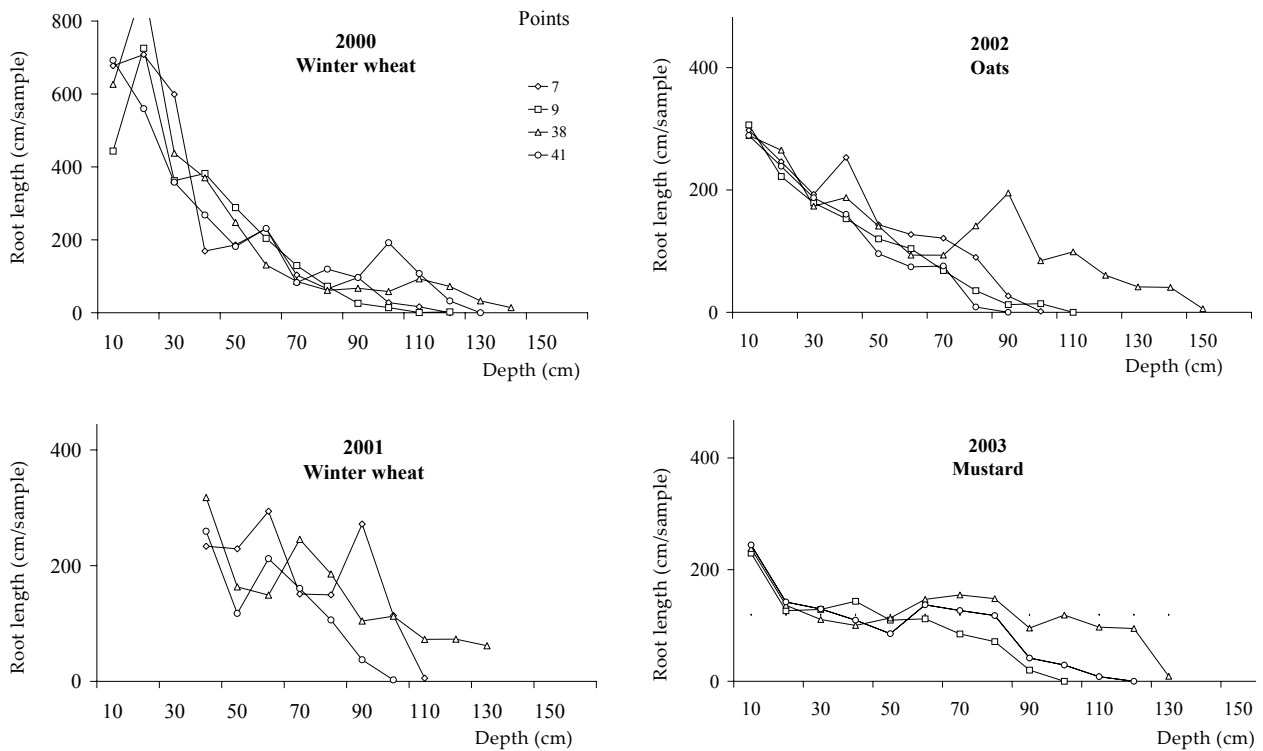 Points
2000
Winter wheat
7
9
38
41
Root length (cm/sample)
800
600
400
200
0
10 30 50 70 90 110 130 150
Depth (cm)
2002
Oats
Root length (cm/sample)
400
200
0
10 30 50 70 90 110 130 150
Depth (cm)
2001
Winter wheat
Root length (cm/sample)
400
200
0
10 30 50 70 90 110 130 150
Depth (cm)
2003
Mustard
Root length (cm/sample)
400
200
0
10 30 50 70 90 110 130 150
Depth (cm)